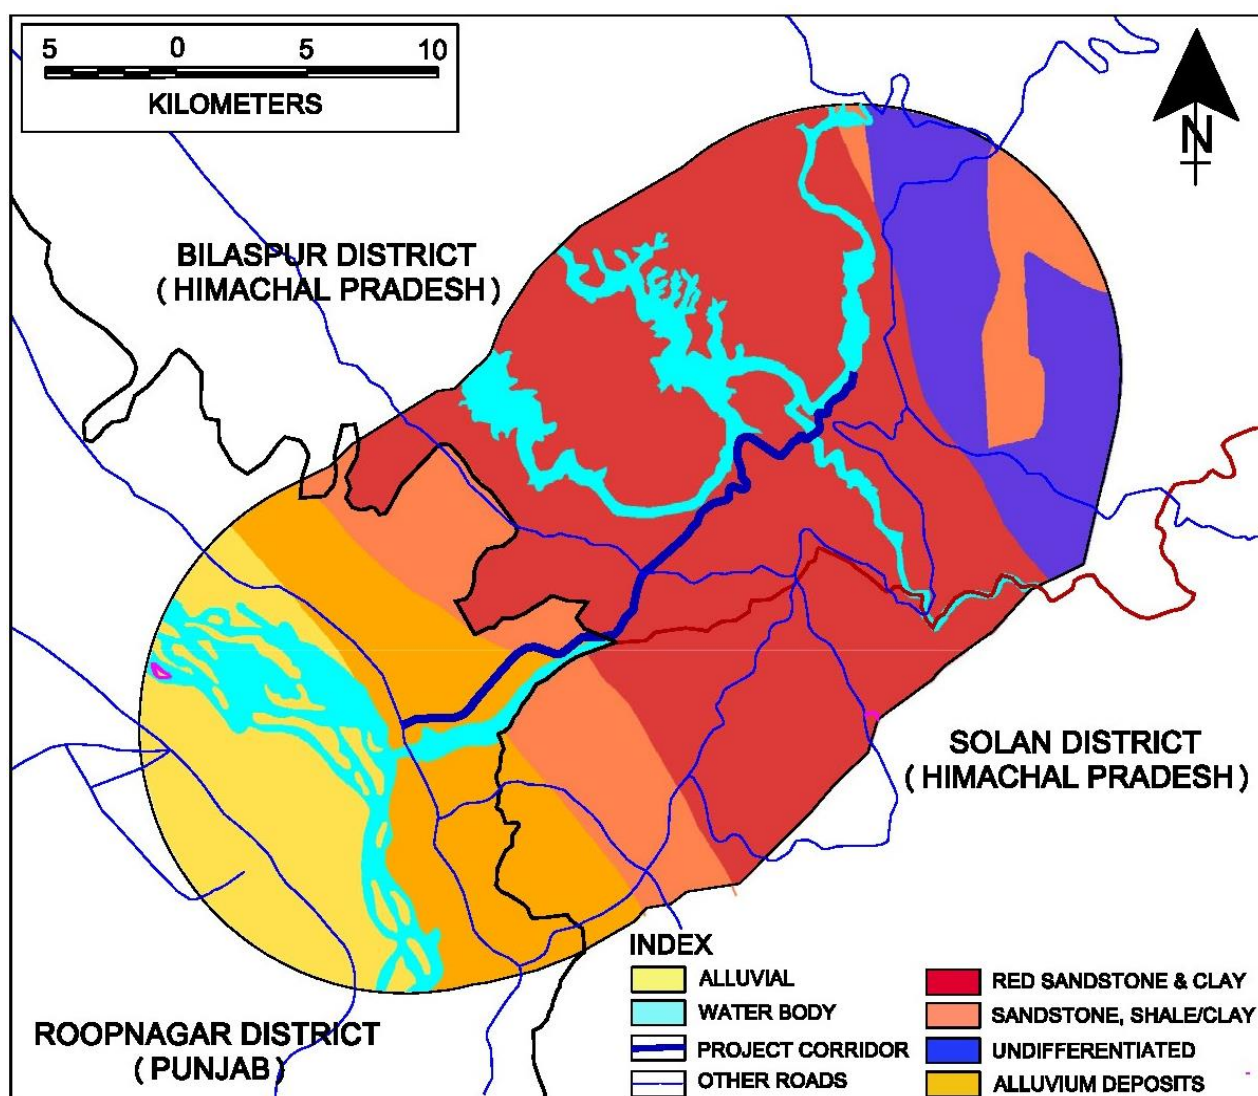 5 0 5 10
KILOMETERS
N
BILASPUR DISTRICT
( HIMACHAL PRADESH )
SOLAN DISTRICT
( HIMACHAL PRADESH )
ROOPNAGAR DISTRICT
( PUNJAB )
INDEX
ALLUVIAL
WATER BODY
PROJECT CORRIDOR
OTHER ROADS
RED SANDSTONE & CLAY
SANDSTONE, SHALE/CLAY
UNDIFFERENTIATED
ALLUVIUM DEPOSITS